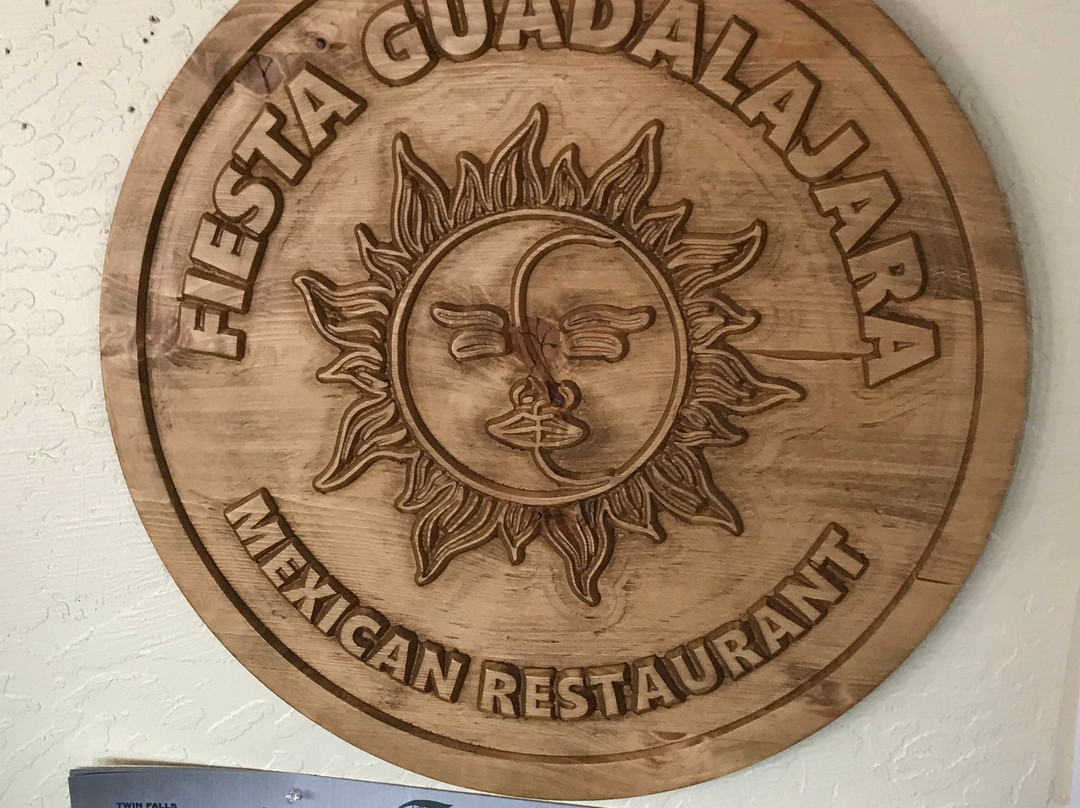 FIESTA GUADALAJARA
MEXICAN RESTAURANT
TWIN FALLS